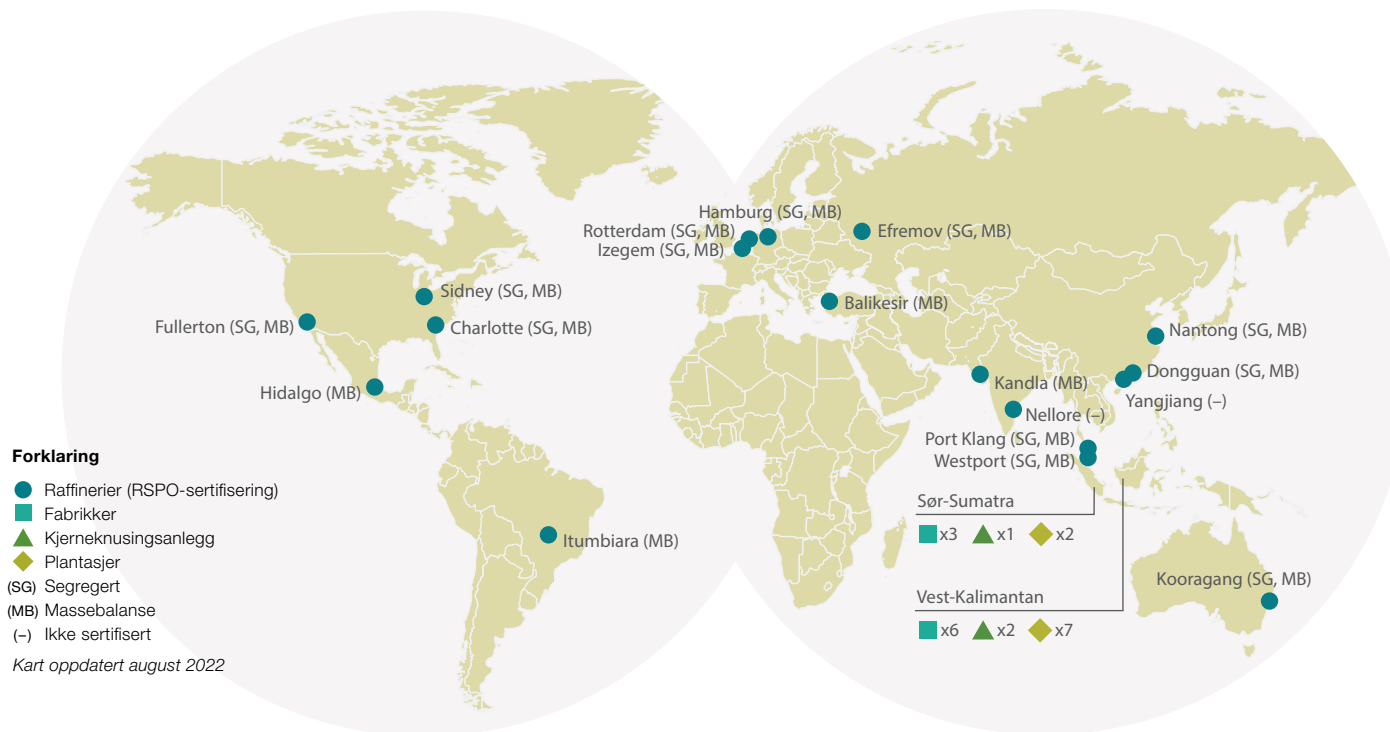 Hamburg (SG, MB)
Rotterdam (SG, MB)
Izegem (SG, MB)
Efremov (SG, MB)
Sidney (SG, MB)
Balikesir (MB)
Fullerton (SG, MB)
Charlotte (SG, MB)
Nantong (SG, MB)
Hidalgo (MB)
Kandla (MB)
Dongguan (SG, MB)
Yangjiang (–)
Nellore (–)
Port Klang (SG, MB)
Westport (SG, MB)
Forklaring
Raffinerier (RSPO-sertifisering)
Fabrikker
Kjerneknusingsanlegg
Plantasjer
(SG) Segregert
(MB) Massebalanse
(–) Ikke sertifisert
Kart oppdatert august 2022
Itumbiara (MB)
Sør-Sumatra
x3 x1 x2
Vest-Kalimantan
x6 x2 x7
Kooragang (SG, MB)